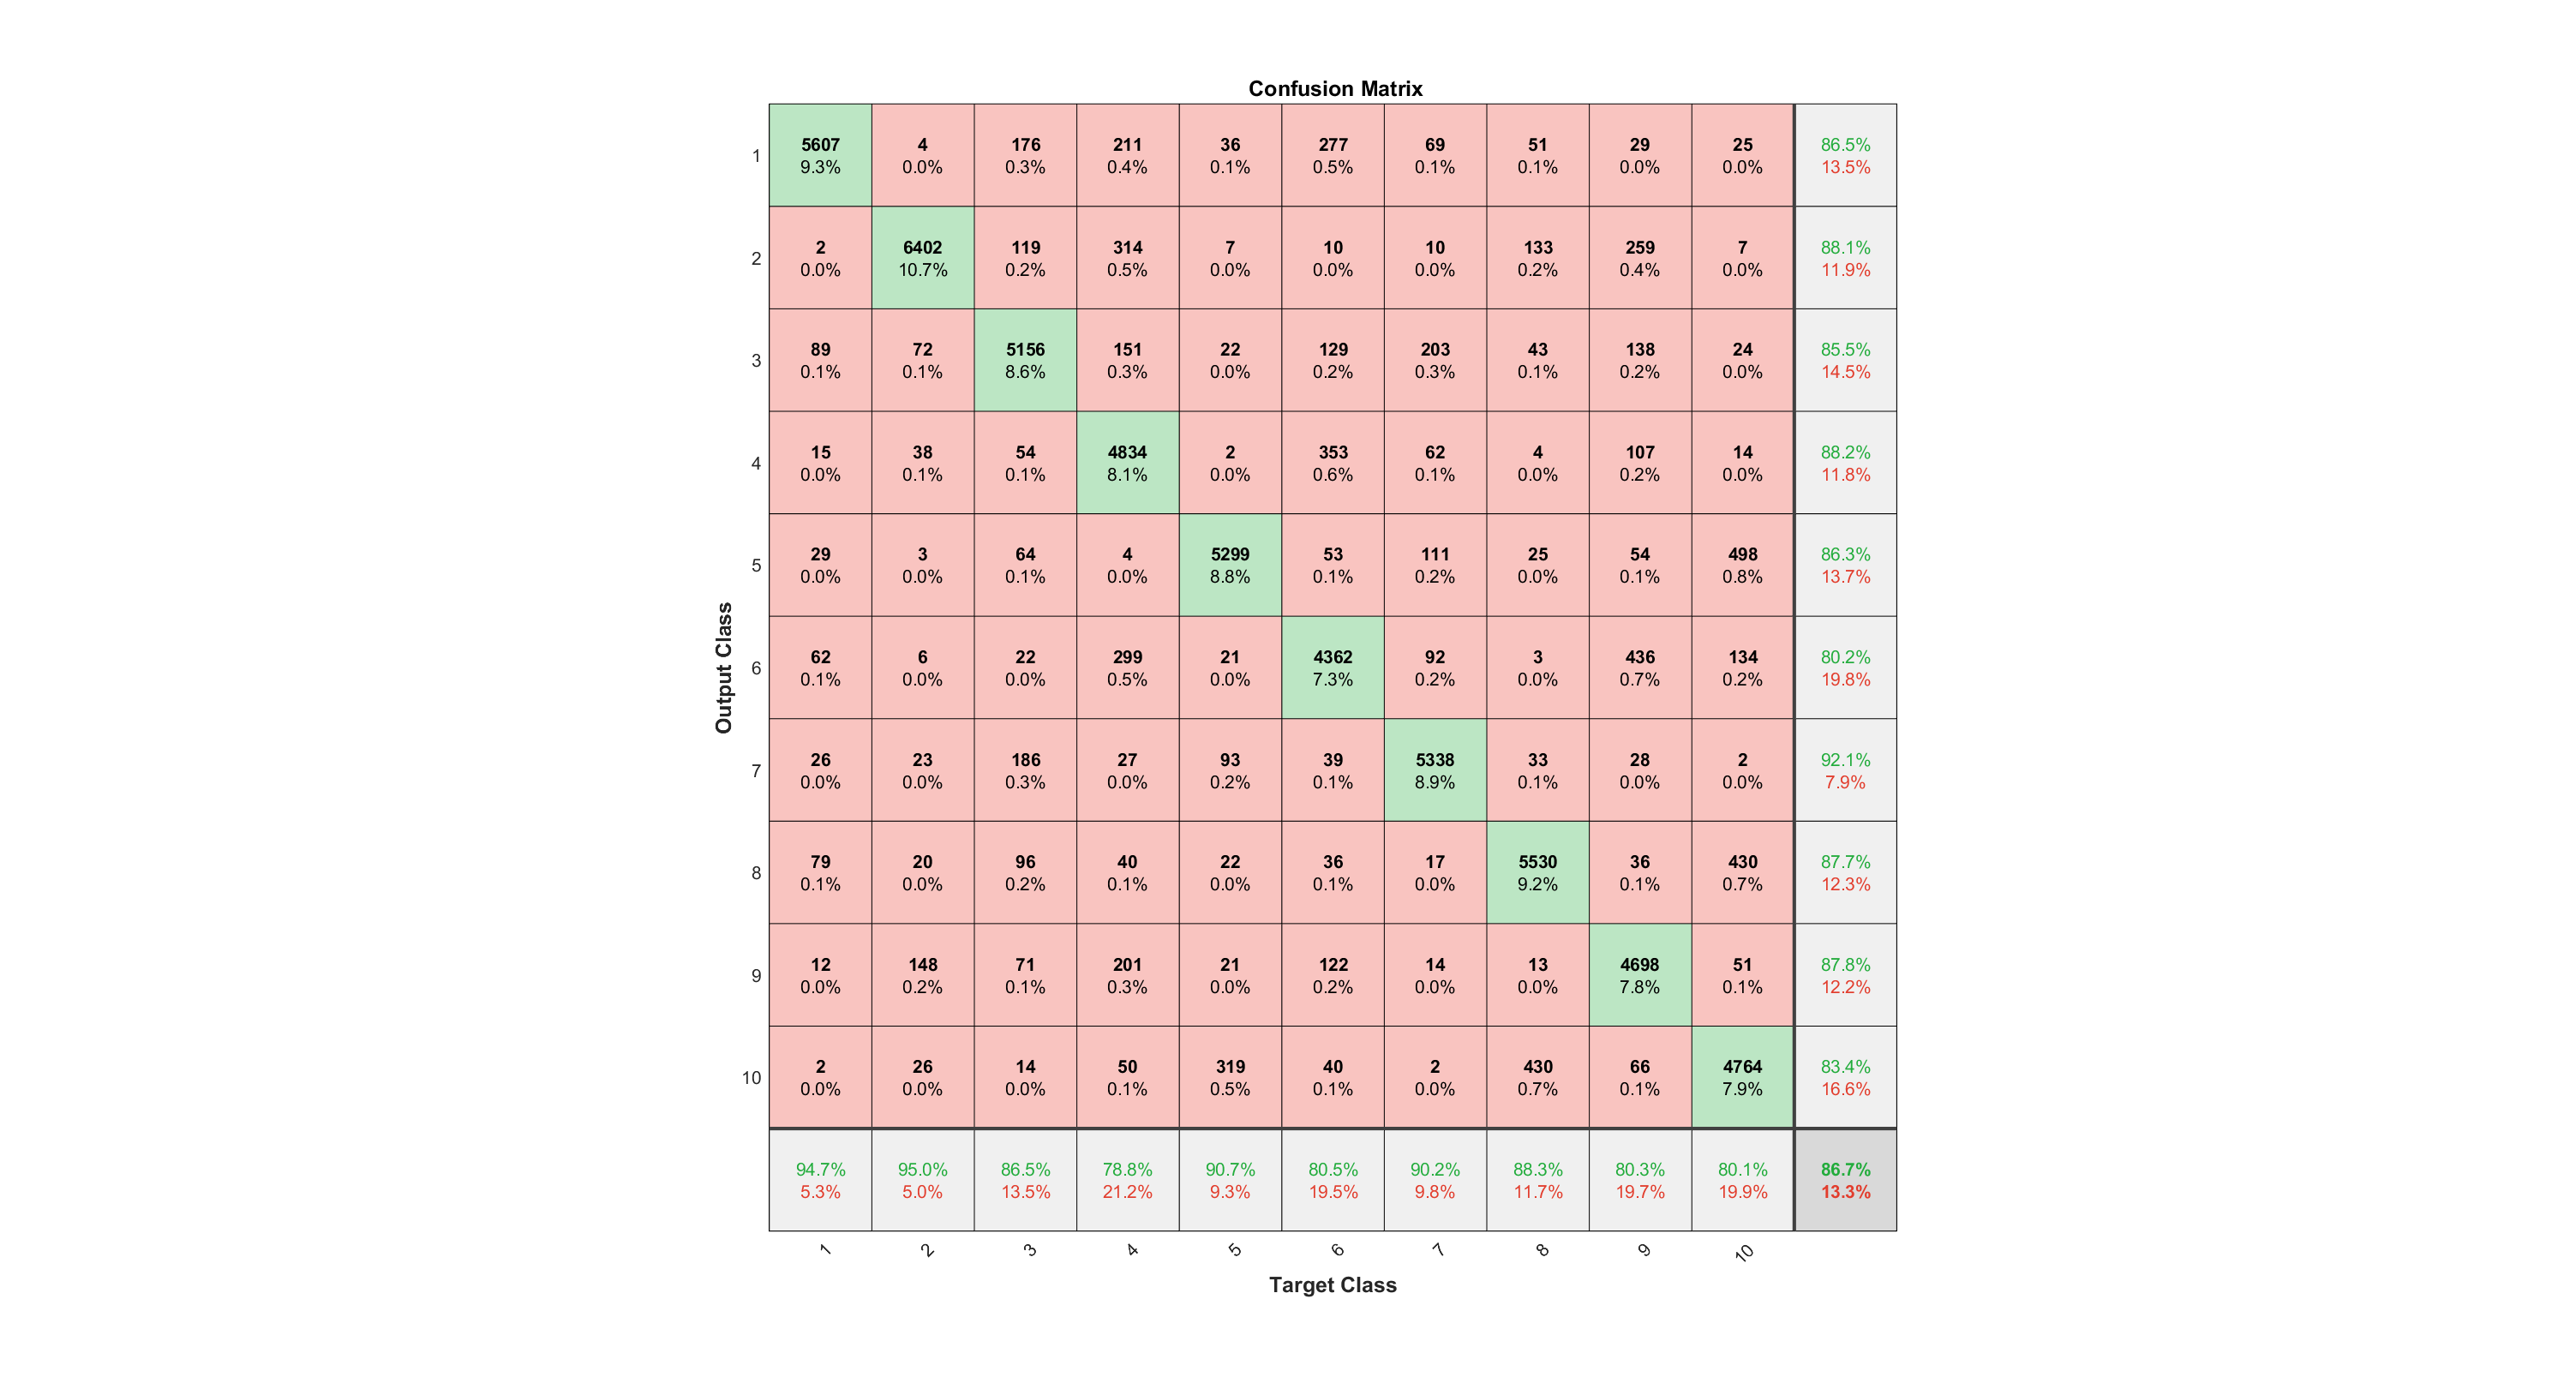 Confusion Matrix
1 5607 4 176 211 36 277 69 51 29 25 86.5%
9.3% 0.0% 0.3% 0.4% 0.1% 0.5% 0.1% 0.1% 0.0% 0.0% 13.5%
2 2 6402 119 314 7 10 10 133 259 7 88.1%
0.0% 10.7% 0.2% 0.5% 0.0% 0.0% 0.0% 0.2% 0.4% 0.0% 11.9%
3 89 72 5156 151 22 129 203 43 138 24 85.5%
0.1% 0.1% 8.6% 0.3% 0.0% 0.2% 0.3% 0.1% 0.2% 0.0% 14.5%
4 15 38 54 4834 2 353 62 4 107 14 88.2%
0.0% 0.1% 0.1% 8.1% 0.0% 0.6% 0.1% 0.0% 0.2% 0.0% 11.8%
5 29 3 64 4 5299 53 111 25 54 498 86.3%
0.0% 0.0% 0.1% 0.0% 8.8% 0.1% 0.2% 0.0% 0.1% 0.8% 13.7%
Output Class
6 62 6 22 299 21 4362 92 3 436 134 80.2%
0.1% 0.0% 0.0% 0.5% 0.0% 7.3% 0.2% 0.0% 0.7% 0.2% 19.8%
7 26 23 186 27 93 39 5338 33 28 2 92.1%
0.0% 0.0% 0.3% 0.0% 0.2% 0.1% 8.9% 0.1% 0.0% 0.0% 7.9%
8 79 20 96 40 22 36 17 5530 36 430 87.7%
0.1% 0.0% 0.2% 0.1% 0.0% 0.1% 0.0% 9.2% 0.1% 0.7% 12.3%
9 12 148 71 201 21 122 14 13 4698 51 87.8%
0.0% 0.2% 0.1% 0.3% 0.0% 0.2% 0.0% 0.0% 7.8% 0.1% 12.2%
10 2 26 14 50 319 40 2 430 66 4764 83.4%
0.0% 0.0% 0.0% 0.1% 0.5% 0.1% 0.0% 0.7% 0.1% 7.9% 16.6%
94.7% 95.0% 86.5% 78.8% 90.7% 80.5% 90.2% 88.3% 80.3% 80.1% 86.7%
5.3% 5.0% 13.5% 21.2% 9.3% 19.5% 9.8% 11.7% 19.7% 19.9% 13.3%
1 2 3 4 5 6 7 8 9 10
Target Class